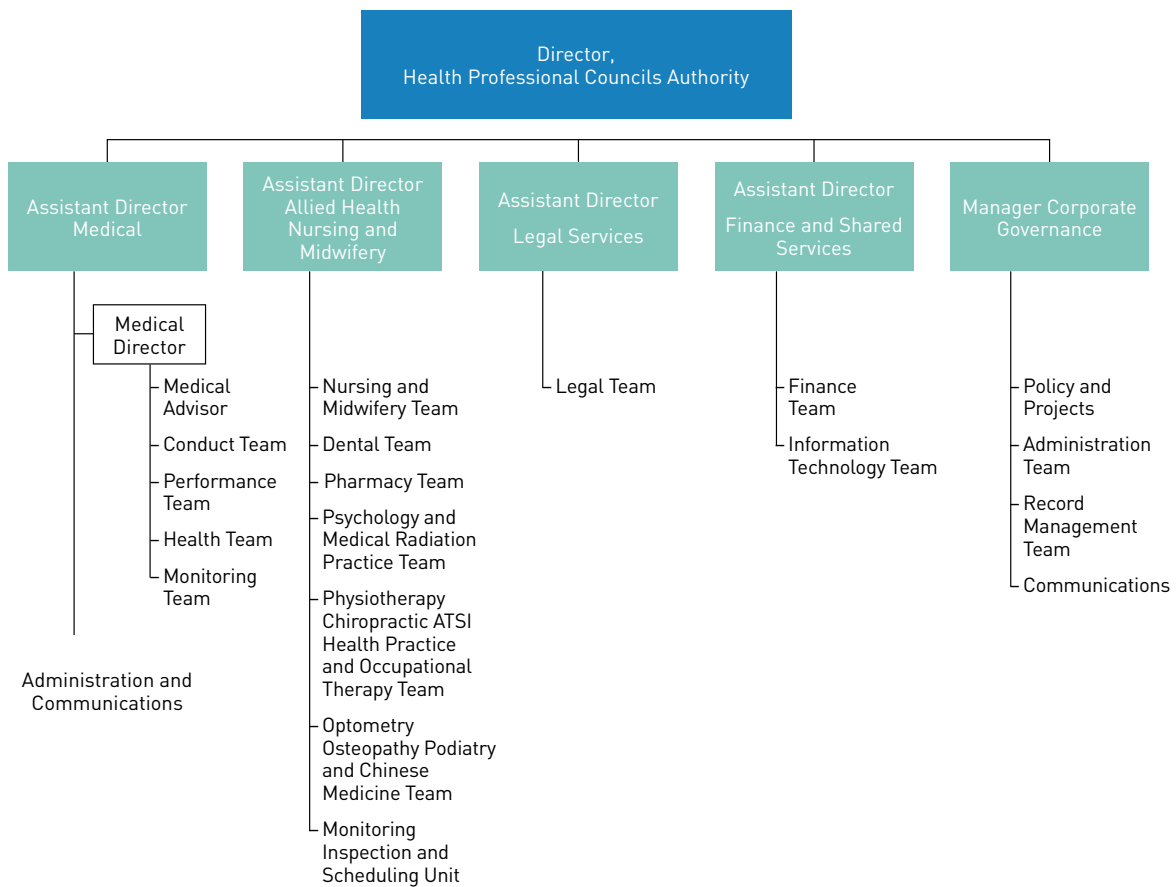 Director,
Health Professional Councils Authority
Assistant Director
Medical
Assistant Director
Allied Health
Nursing and
Midwifery
Assistant Director
Legal Services
Assistant Director
Finance and Shared
Services
Manager Corporate
Governance
Medical
Director
Medical
Advisor
Conduct Team
Performance
Team
Health Team
Monitoring
Team
Administration and
Communications
Nursing and
Midwifery Team
Dental Team
Pharmacy Team
Psychology and
Medical Radiation
Practice Team
Physiotherapy
Chiropractic ATSI
Health Practice
and Occupational
Therapy Team
Optometry
Osteopathy Podiatry
and Chinese
Medicine Team
Monitoring
Inspection and
Scheduling Unit
Legal Team
Finance
Team
Information
Technology Team
Policy and
Projects
Administration
Team
Record
Management
Team
Communications